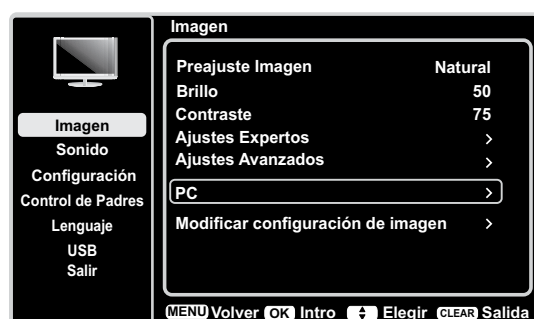 Imagen
Preajuste Imagen Natural
Brillo 50
Contraste 75
Ajustes Expertos >
Ajustes Avanzados >
PC >
Modificar configuración de imagen >
Imagen
Sonido
Configuración
Control de Padres
Lenguaje
USB
Salir
MENU Volver OK Intro Elegir CLEAR Salida